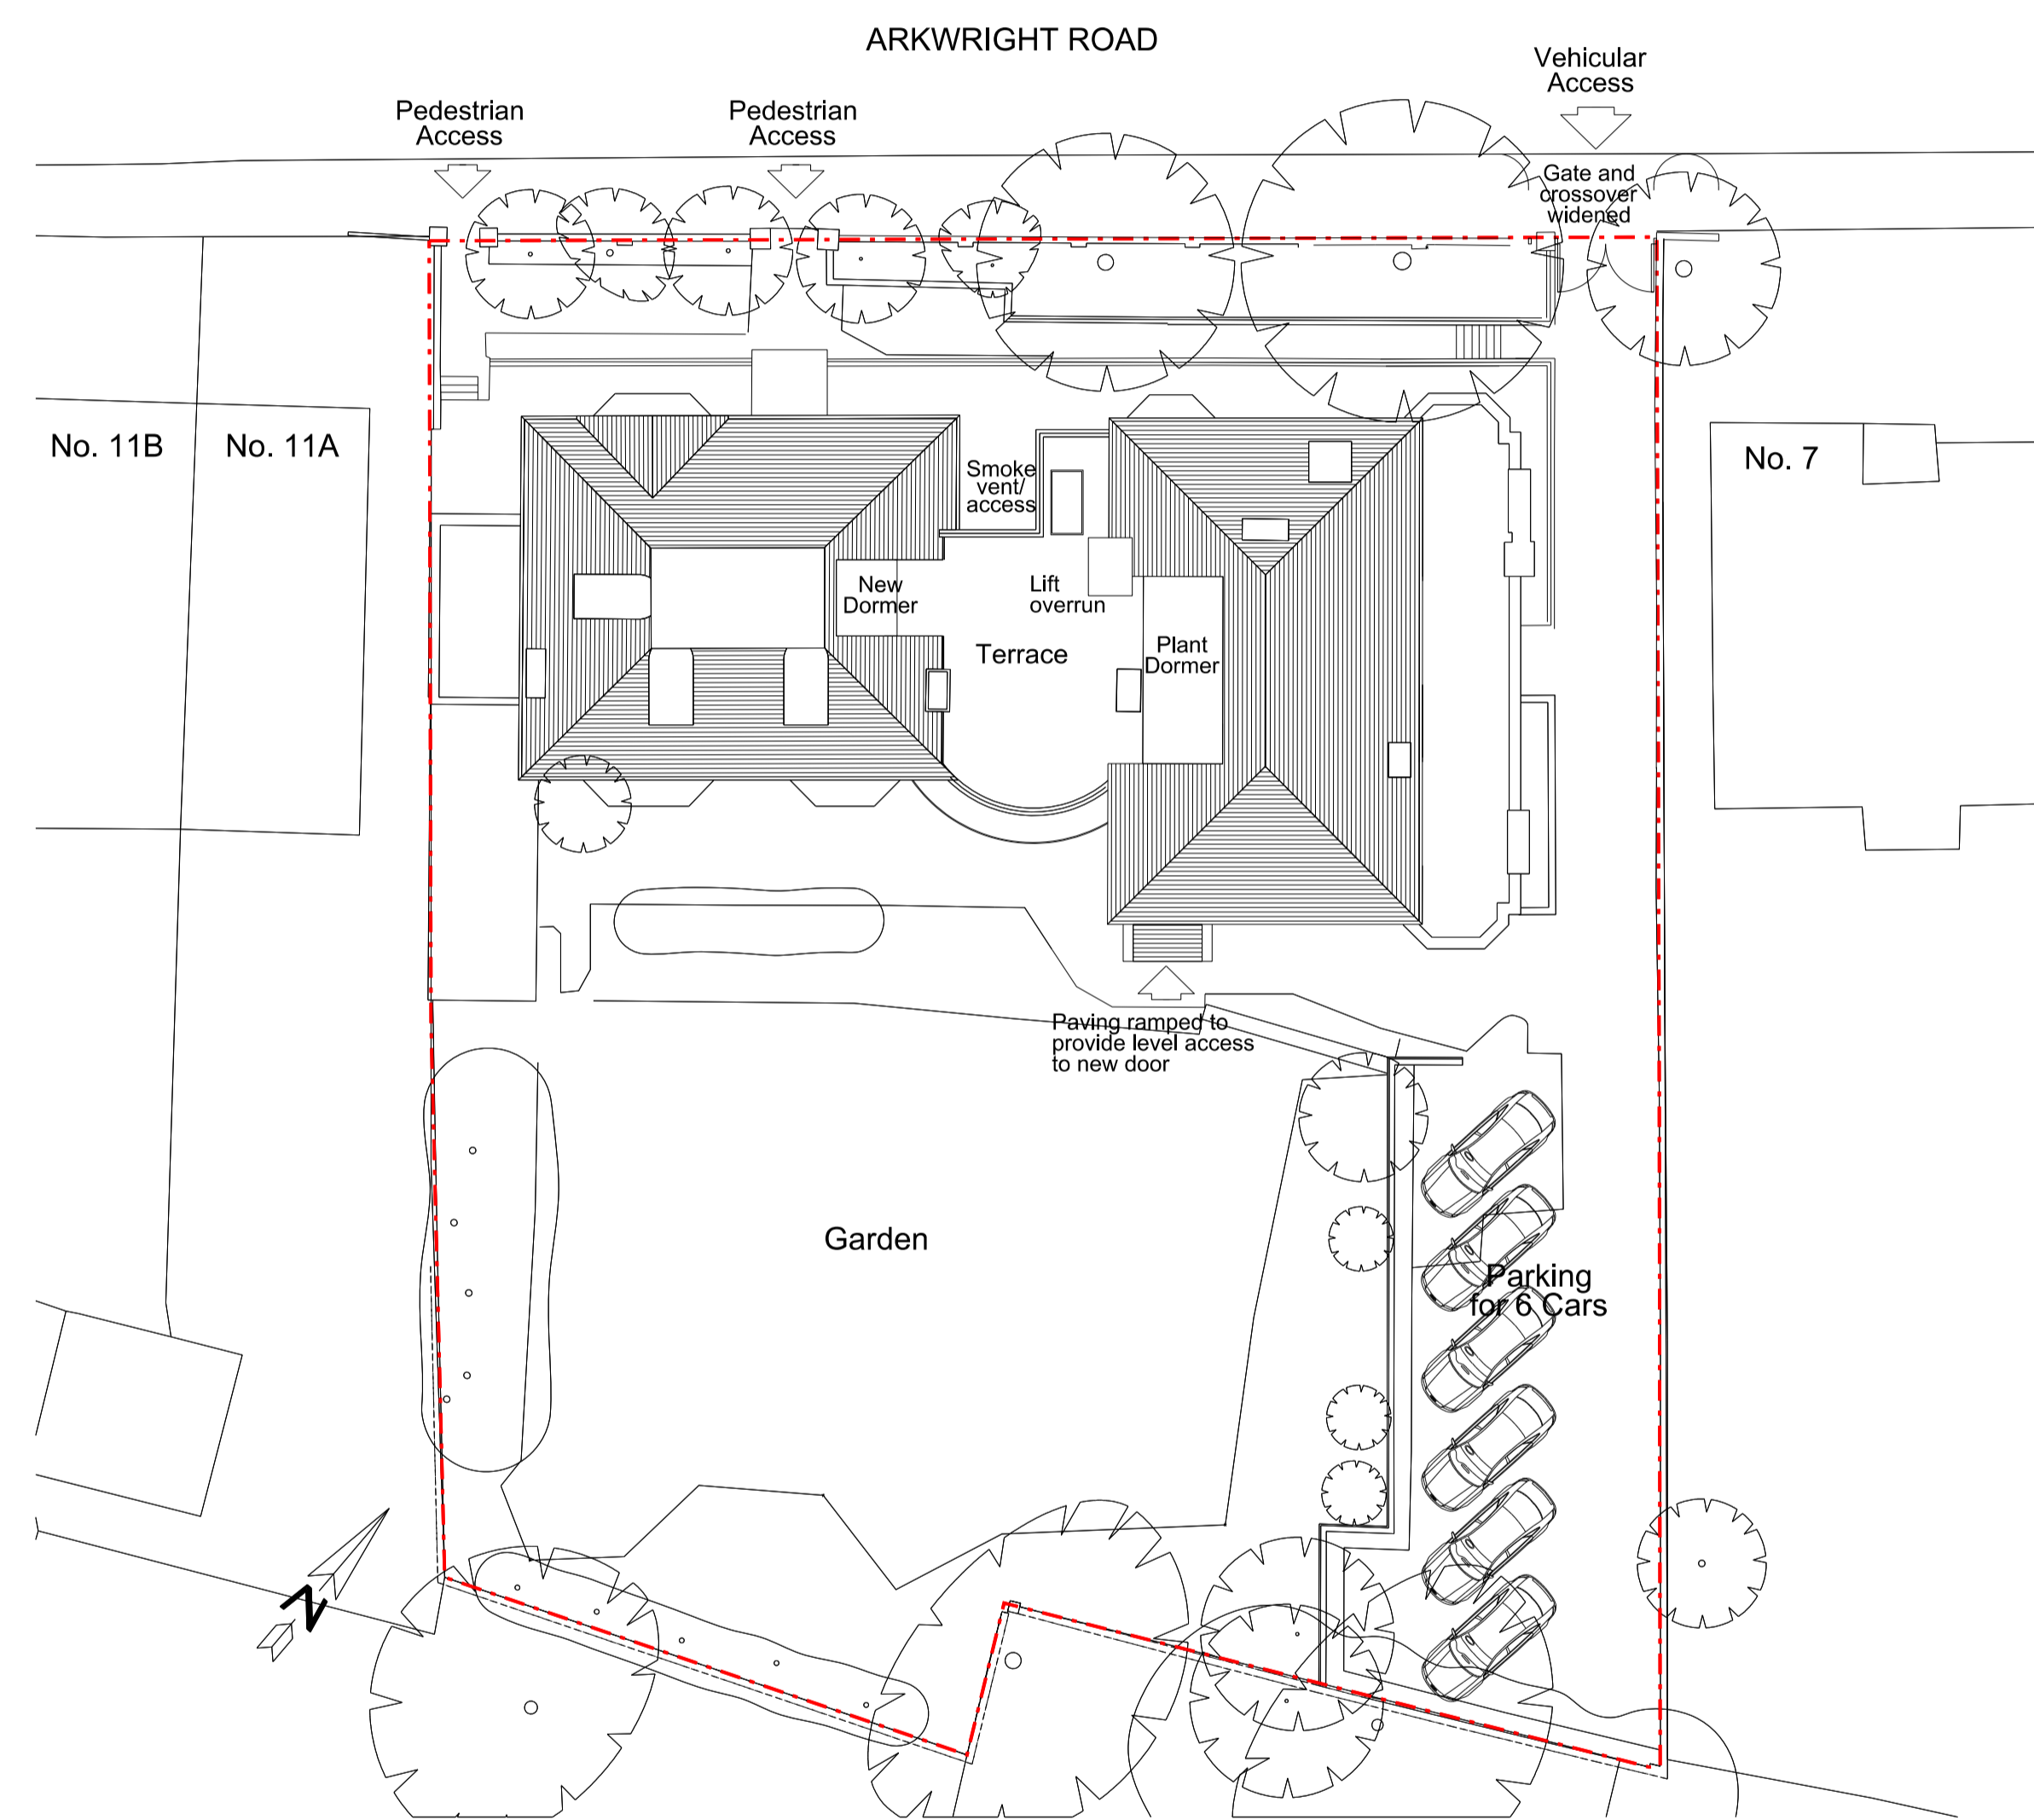 ARKWRIGHT ROAD
Vehicular
Access
Pedestrian
Access
Pedestrian
Access
Gate and
crossover
widened
No. 11B
No. 11A
No. 7
Smoke
vent/
access
New
Dormer
Lift
overrun
Terrace
Plant
Dormer
Paving ramped to
provide level access
to new door
Garden
Parking
for 6 Cars
N